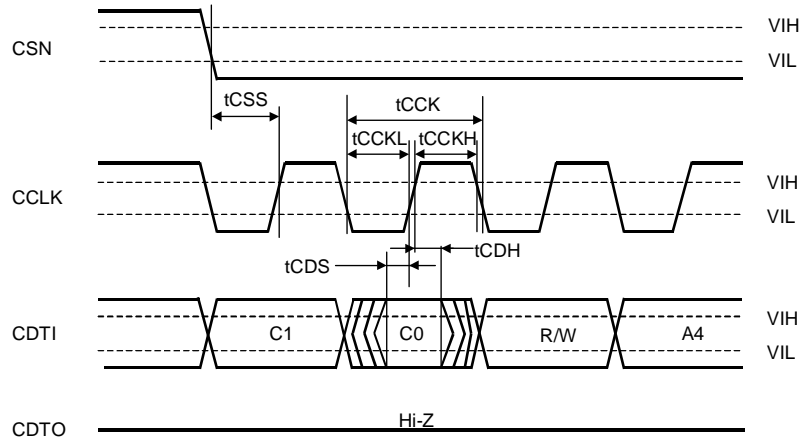 CSN
VIH
VIL
tCSS
tCCK
tCCKL
tCCKH
CCLK
VIH
VIL
tCDS
tCDH
CDTI
C1
C0
R/W
A4
VIH
VIL
CDTO
Hi-Z